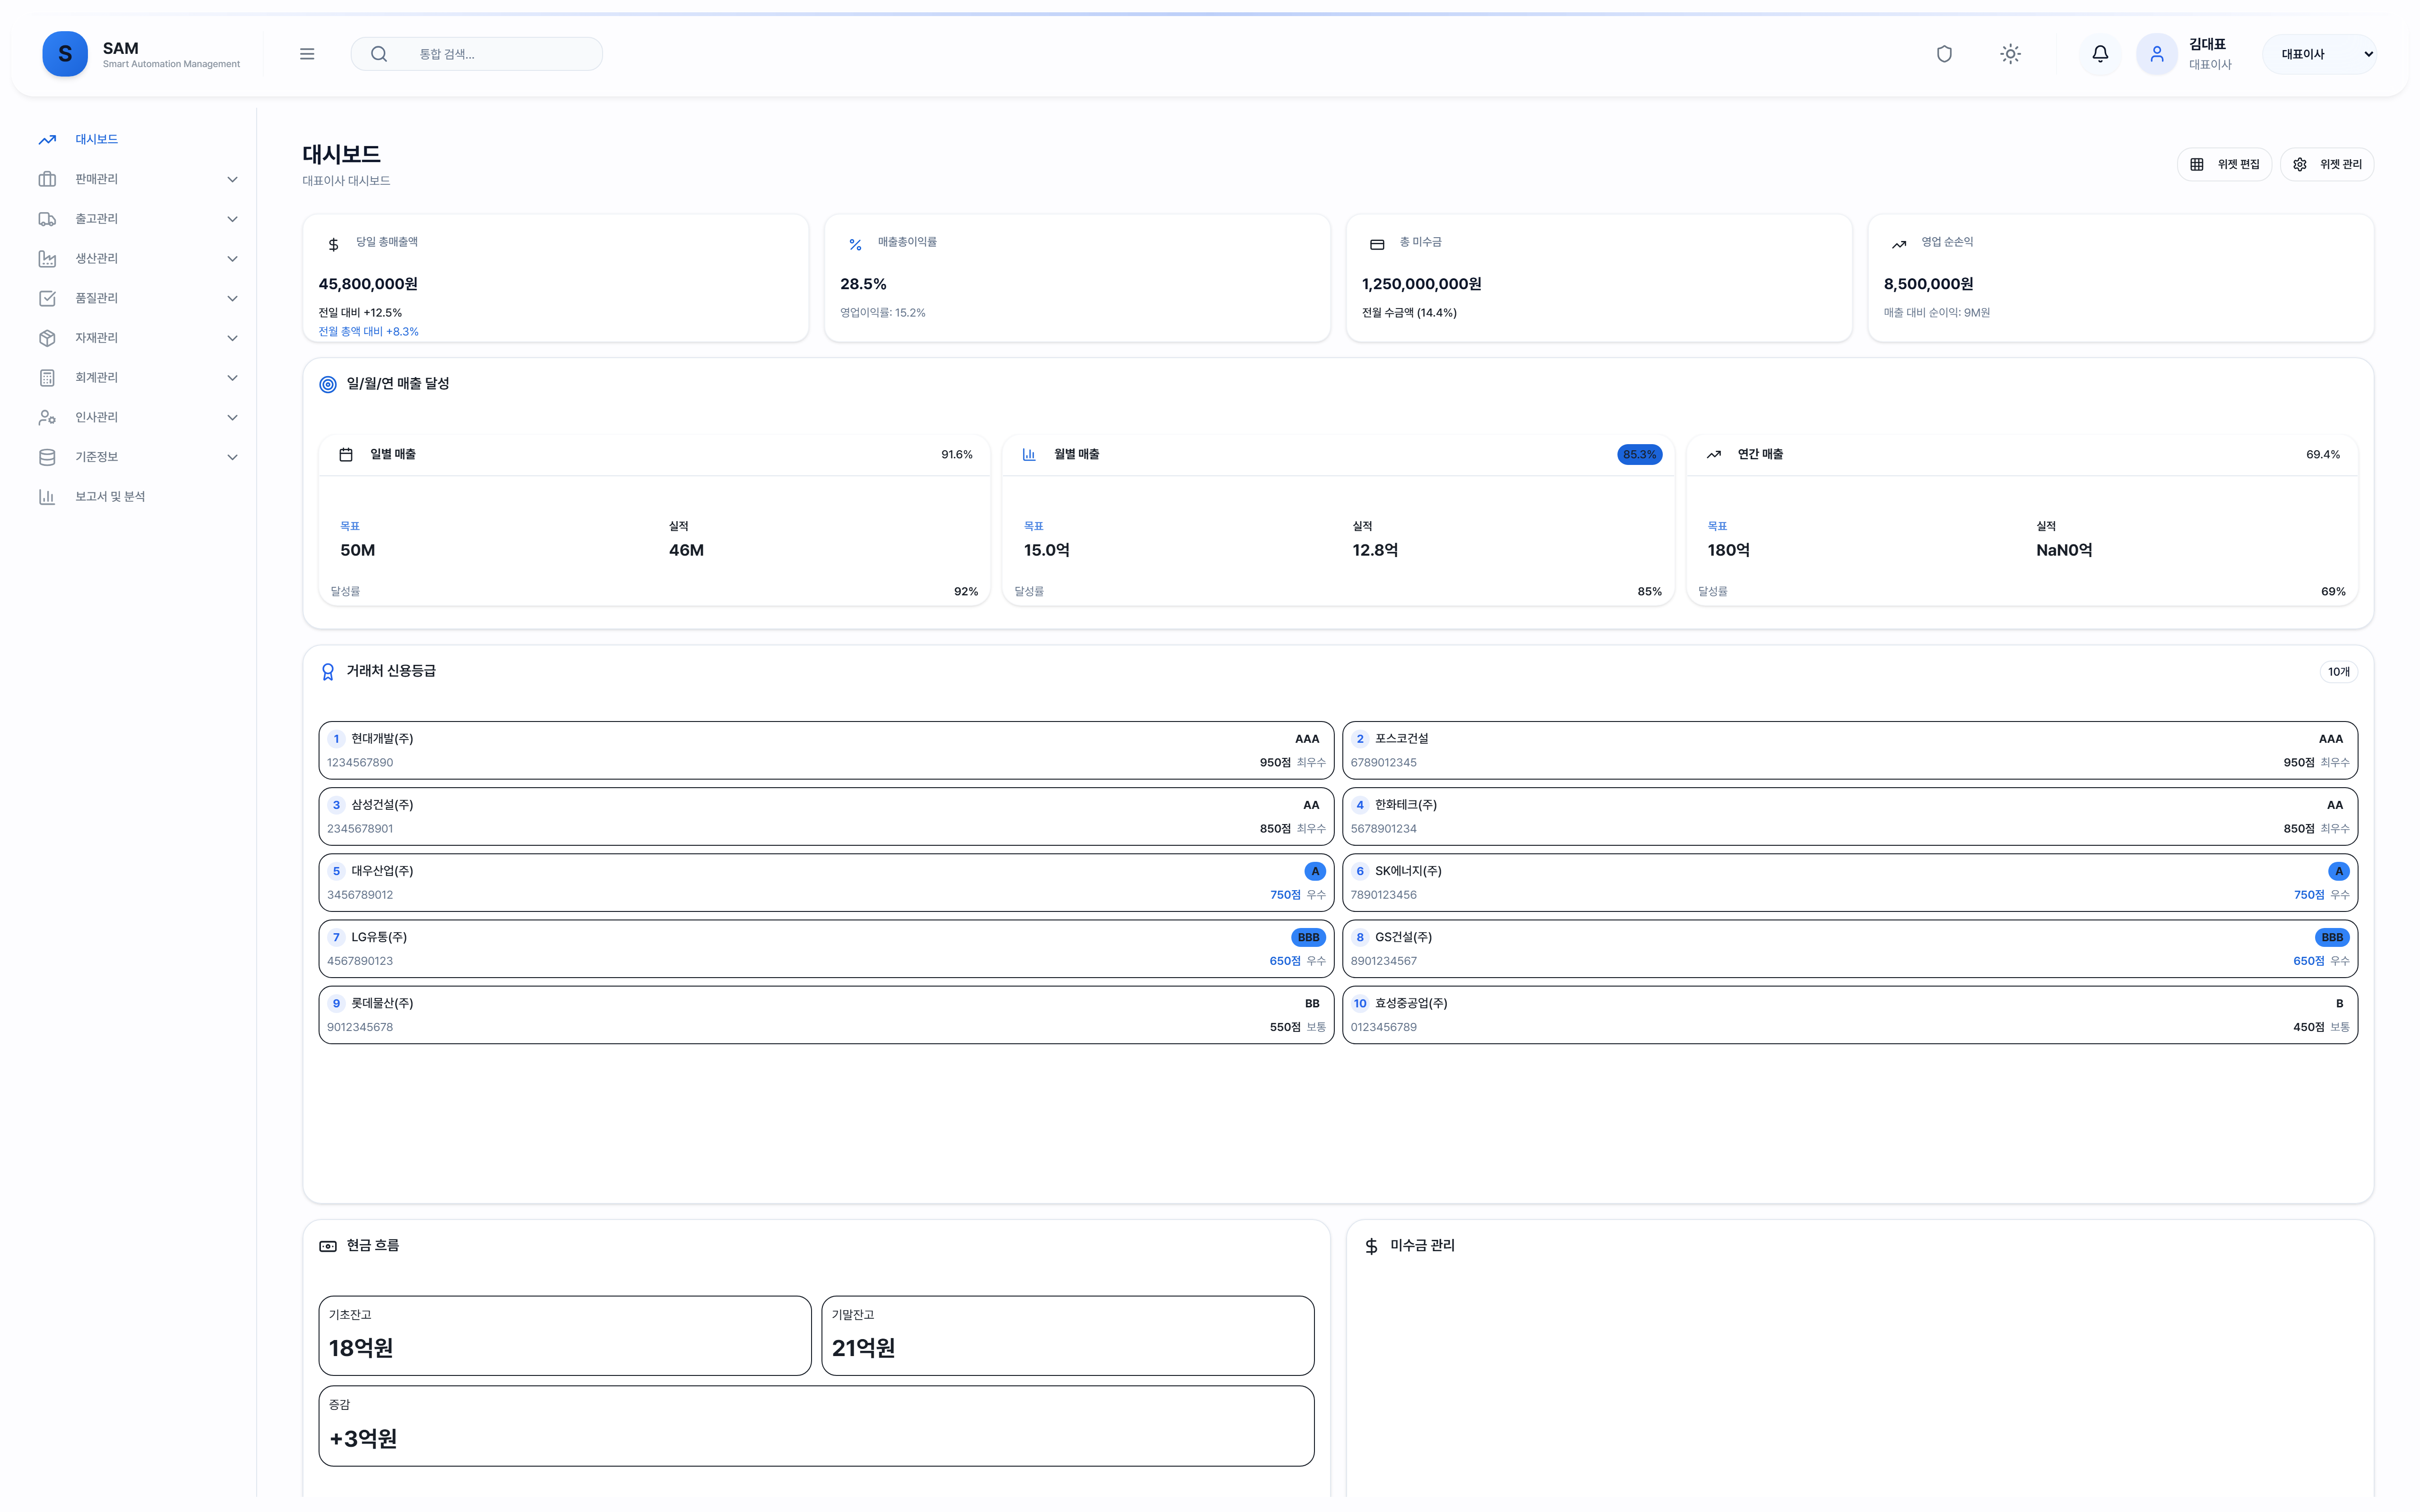 S
SAM
Smart Automation Management
통합 검색...
김대표
대표이사
대표이사
대시보드
판매관리
출고관리
생산관리
품질관리
자재관리
회계관리
인사관리
기준정보
보고서 및 분석
대시보드
대표이사 대시보드
위젯 편집
위젯 관리
당일 총매출액
45,800,000원
전일 대비 +12.5%
전월 총액 대비 +8.3%
매출총이익률
28.5%
영업이익률: 15.2%
총 미수금
1,250,000,000원
전월 수금액 (14.4%)
영업 순손익
8,500,000원
매출 대비 순이익: 9M원
일/월/연 매출 달성
일별 매출 91.6%
목표 실적
50M 46M
달성률 92%
월별 매출 85.3%
목표 실적
15.0억 12.8억
달성률 85%
연간 매출 69.4%
목표 실적
180억 NaN0억
달성률 69%
거래처 신용등급 10개
1 현대개발(주) AAA
1234567890 950점 최우수
2 포스코건설 AAA
6789012345 950점 최우수
3 삼성건설(주) AA
2345678901 850점 최우수
4 한화테크(주) AA
5678901234 850점 최우수
5 대우산업(주) A
3456789012 750점 우수
6 SK에너지(주) A
7890123456 750점 우수
7 LG유통(주) BBB
4567890123 650점 우수
8 GS건설(주) BBB
8901234567 650점 우수
9 롯데물산(주) BB
9012345678 550점 보통
10 효성중공업(주) B
0123456789 450점 보통
현금 흐름
기초잔고
18억원
기말잔고
21억원
증감
+3억원
미수금 관리